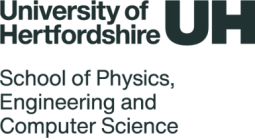 University of
Hertfordshire UH
School of Physics,
Engineering and
Computer Science